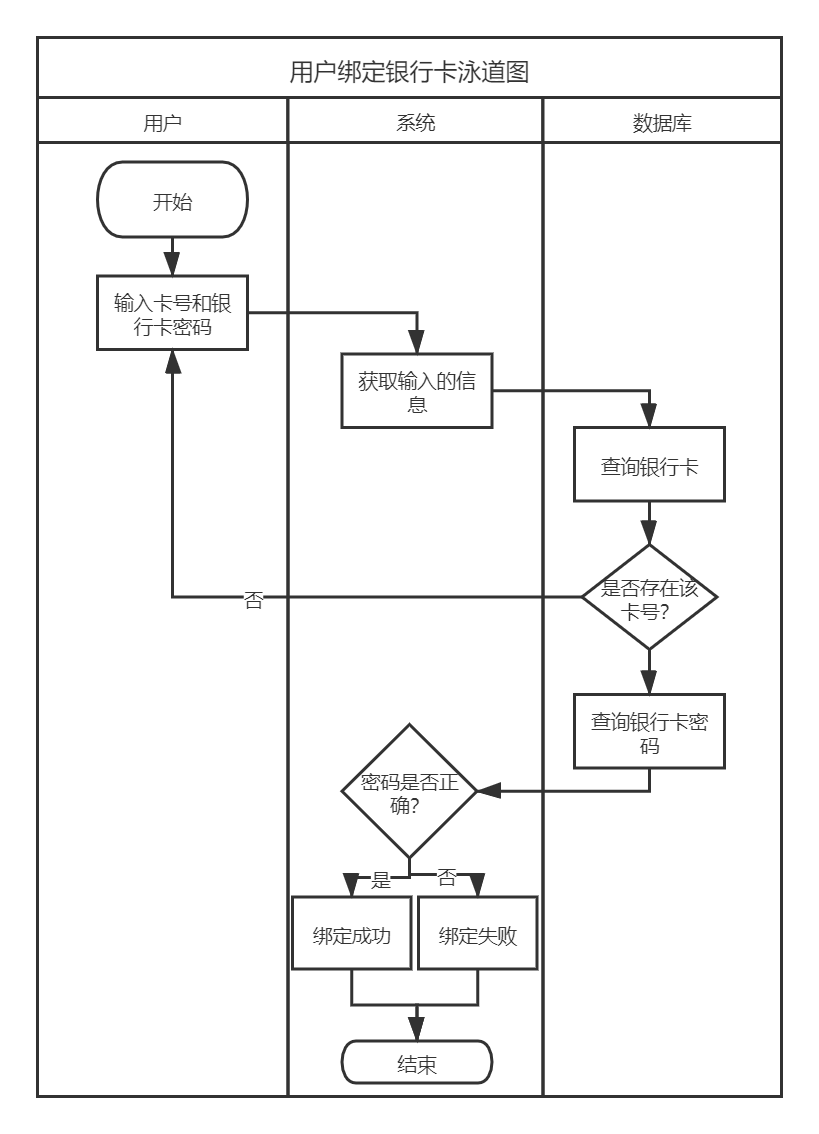 用户绑定银行卡泳道图
用户
系统
数据库
开始
输入卡号和银
行卡密码
获取输入的信
息
查询银行卡
是否存在该
卡号?
否
查询银行卡密
码
密码是否正
确?
是
否
绑定成功
绑定失败
结束